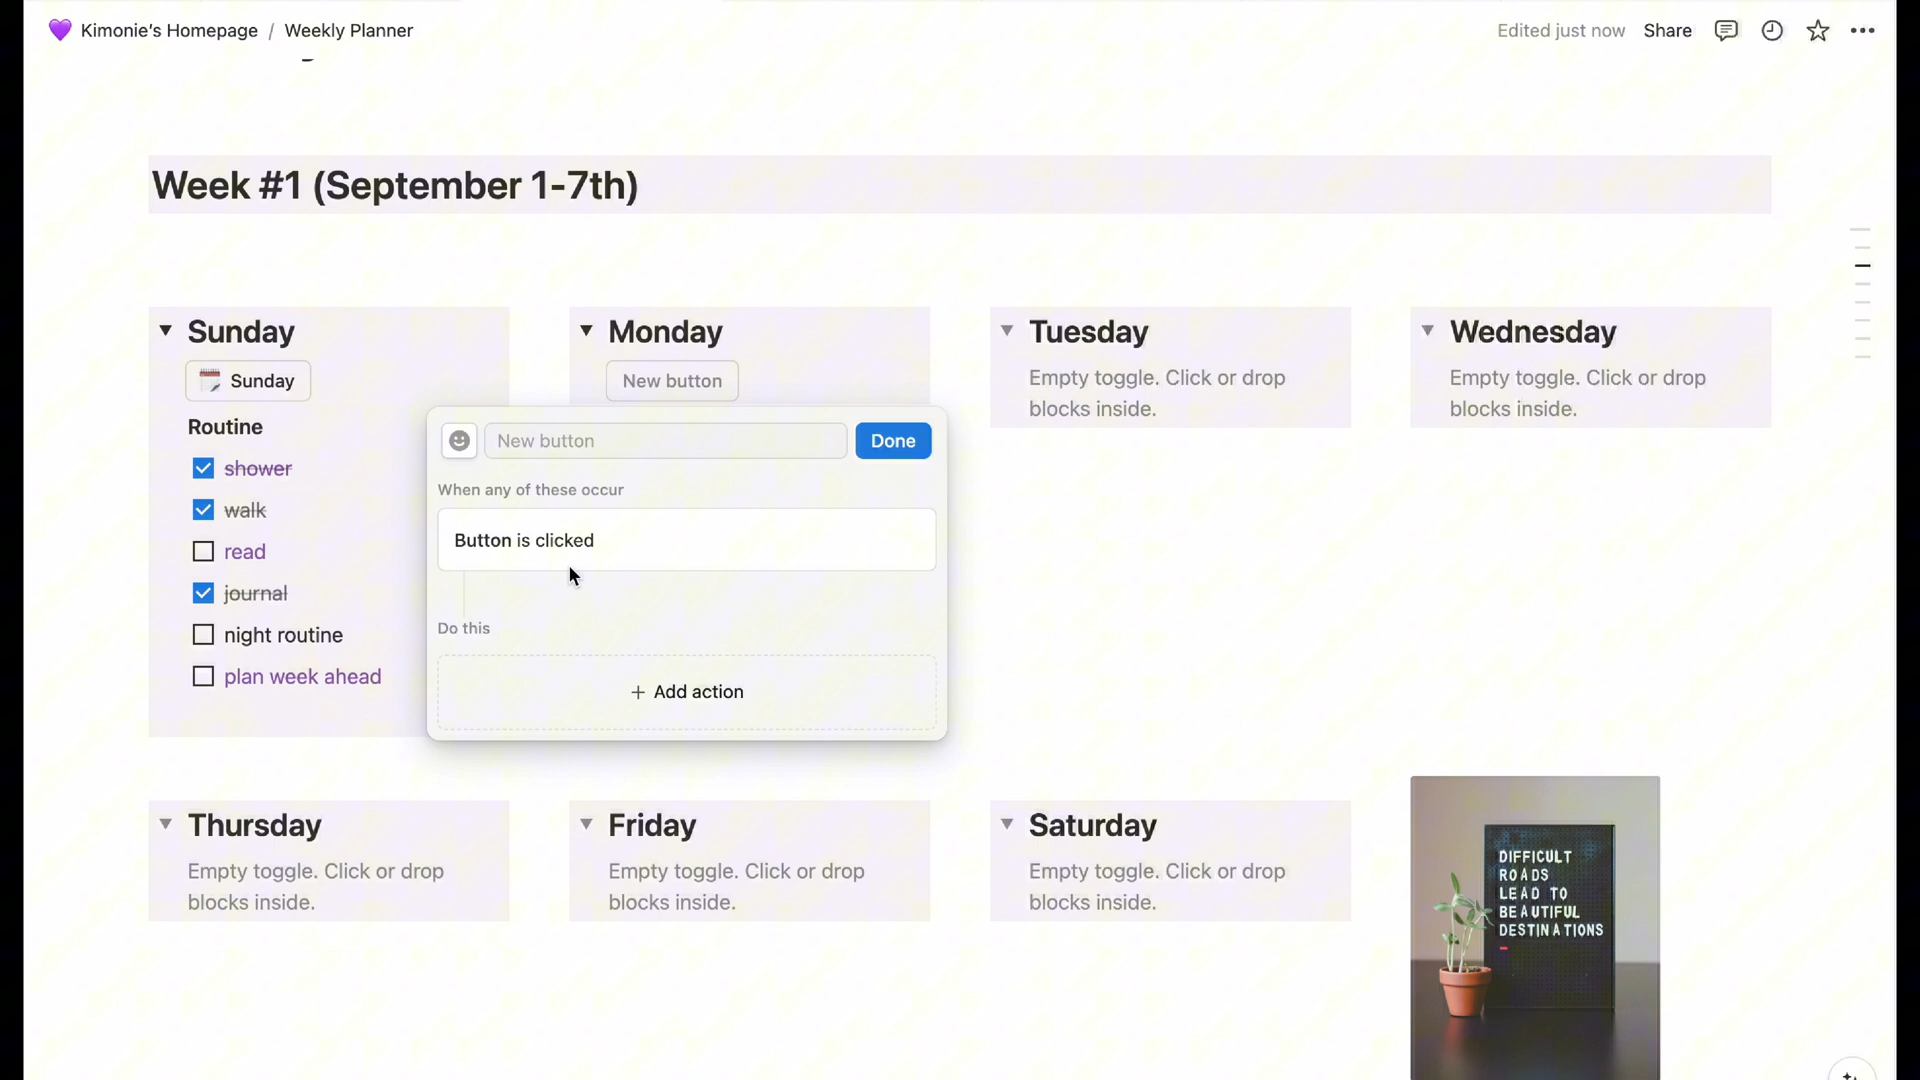 Kimonie's Homepage / Weekly Planner
Edited just now Share
Week #1 (September 1-7th)
Sunday
Sunday
Routine
shower
walk
read
journal
night routine
plan week ahead
Monday
New button
New button
Done
When any of these occur
Button is clicked
Do this
+ Add action
Tuesday
Empty toggle. Click or drop
blocks inside.
Wednesday
Empty toggle. Click or drop
blocks inside.
Thursday
Empty toggle. Click or drop
blocks inside.
Friday
Empty toggle. Click or drop
blocks inside.
Saturday
Empty toggle. Click or drop
blocks inside.
DIFFICULT
ROADS
LEAD TO
BEAUTIFUL
DESTINATIONS